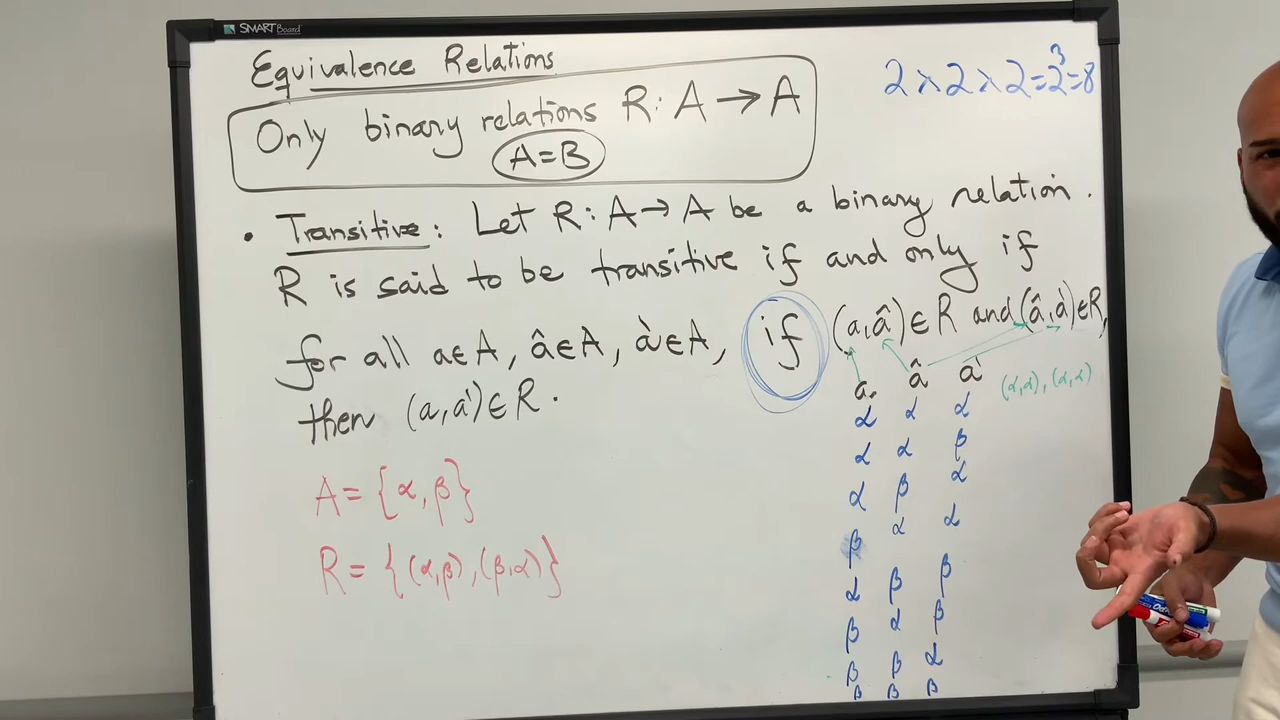 SMART Board
Equivalence Relations
2 × 2 × 2 = 2³ = 8
Only binary relations R: A → A
A = B
• Transitive: Let R: A → A be a binary relation.
R is said to be transitive if and only if
for all a ∈ A, â ∈ A, à ∈ A, if (a, â) ∈ R and (â, à) ∈ R,
then (a, à) ∈ R.
a â à
(α,α), (α,α)
α α α
α α β
α β α
β α α
α β β
β α β
β β α
β β β
A = {α, β}
R = {(α,β), (β,α)}